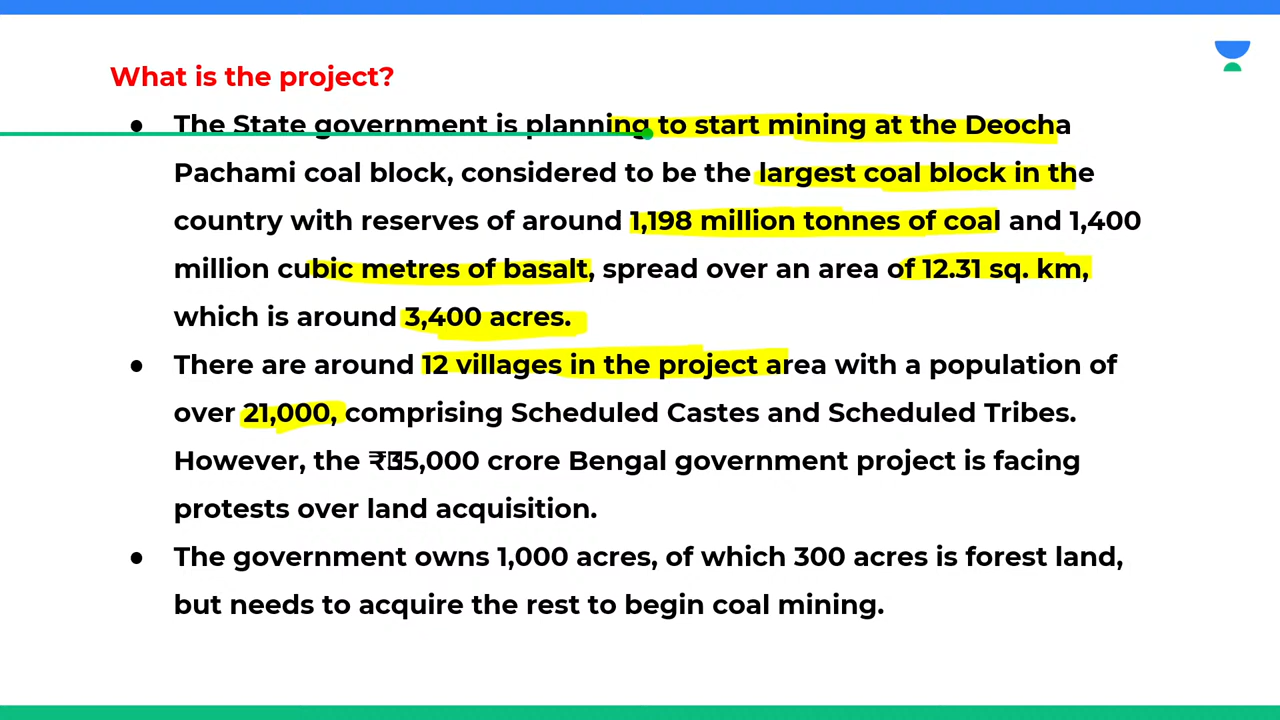 What is the project?
● The State government is planning to start mining at the Deocha
Pachami coal block, considered to be the largest coal block in the
country with reserves of around 1,198 million tonnes of coal and 1,400
million cubic metres of basalt, spread over an area of 12.31 sq. km,
which is around 3,400 acres.
● There are around 12 villages in the project area with a population of
over 21,000, comprising Scheduled Castes and Scheduled Tribes.
However, the ₹35,000 crore Bengal government project is facing
protests over land acquisition.
● The government owns 1,000 acres, of which 300 acres is forest land,
but needs to acquire the rest to begin coal mining.